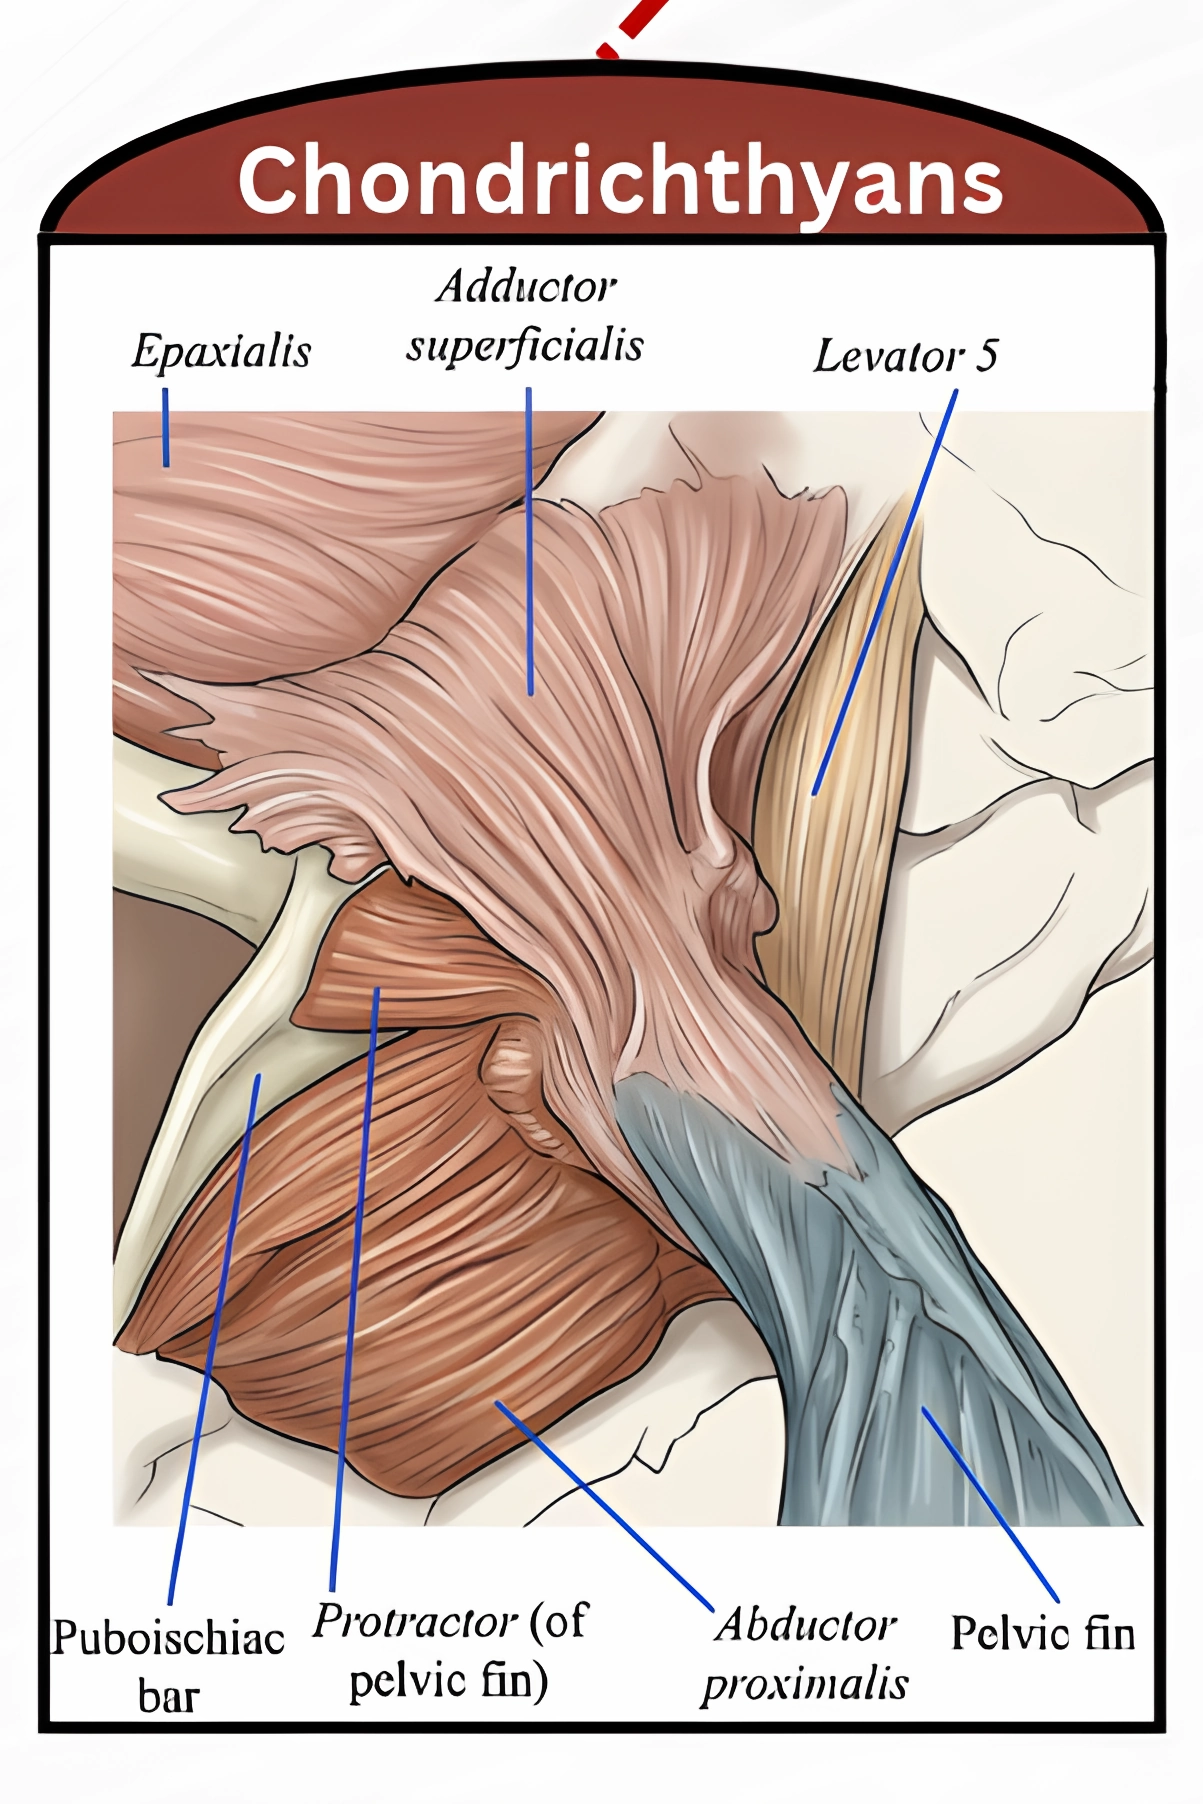 Chondrichthyans
Adductor
superficialis
Epaxialis
Levator 5
Puboischiac
bar
Protractor (of
pelvic fin)
Abductor
proximalis
Pelvic fin